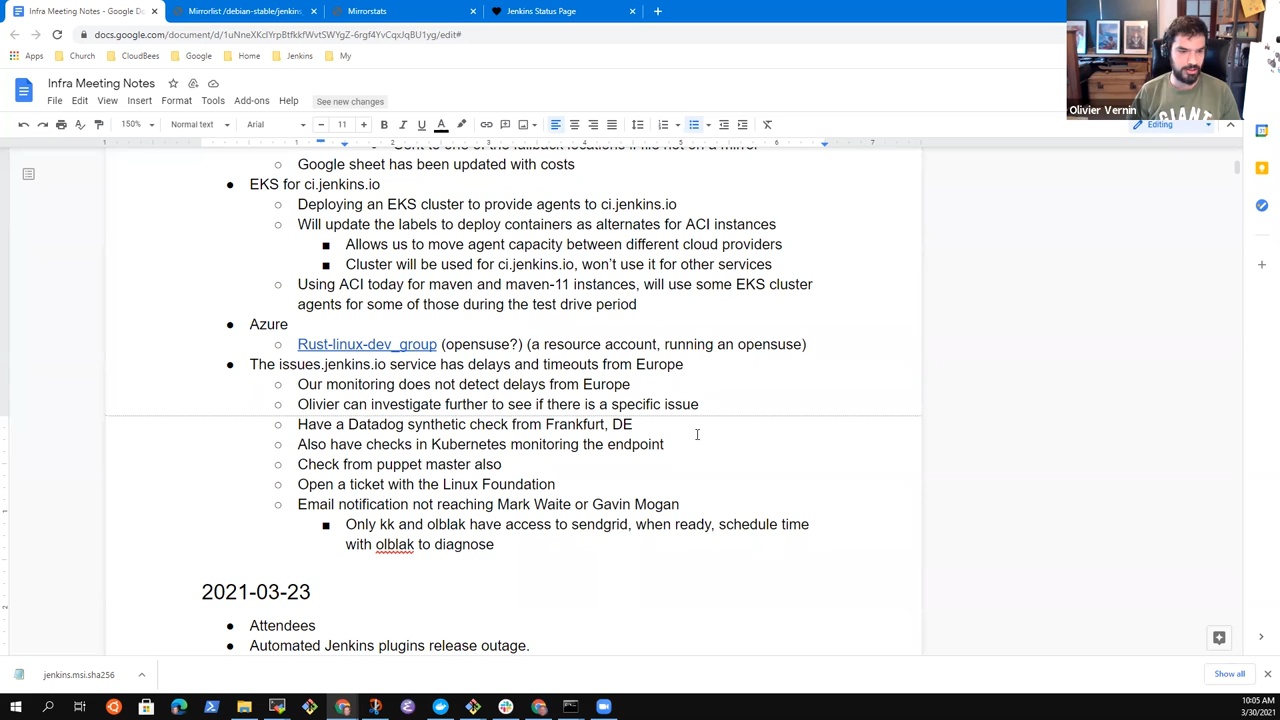 Infra Meeting Notes - Google Do
Mirrorlist /debian-stable/jenkins
Mirrorstats
Jenkins Status Page
Apps
Church
CloudBees
Google
Home
Jenkins
My
Infra Meeting Notes
File Edit View Insert Format Tools Add-ons Help See new changes
150% Normal text Arial 11
Editing
Olivier Vernin
GIANT
1 2 3 4 5 6 7
Google sheet has been updated with costs
EKS for ci.jenkins.io
Deploying an EKS cluster to provide agents to ci.jenkins.io
Will update the labels to deploy containers as alternates for ACI instances
Allows us to move agent capacity between different cloud providers
Cluster will be used for ci.jenkins.io, won't use it for other services
Using ACI today for maven and maven-11 instances, will use some EKS cluster
agents for some of those during the test drive period
Azure
Rust-linux-dev_group (opensuse?) (a resource account, running an opensuse)
The issues.jenkins.io service has delays and timeouts from Europe
Our monitoring does not detect delays from Europe
Olivier can investigate further to see if there is a specific issue
Have a Datadog synthetic check from Frankfurt, DE
Also have checks in Kubernetes monitoring the endpoint
Check from puppet master also
Open a ticket with the Linux Foundation
Email notification not reaching Mark Waite or Gavin Mogan
Only kk and olblak have access to sendgrid, when ready, schedule time
with olblak to diagnose
2021-03-23
Attendees
Automated Jenkins plugins release outage.
jenkins.msi.sha256
Show all
10:05 AM
3/30/2021